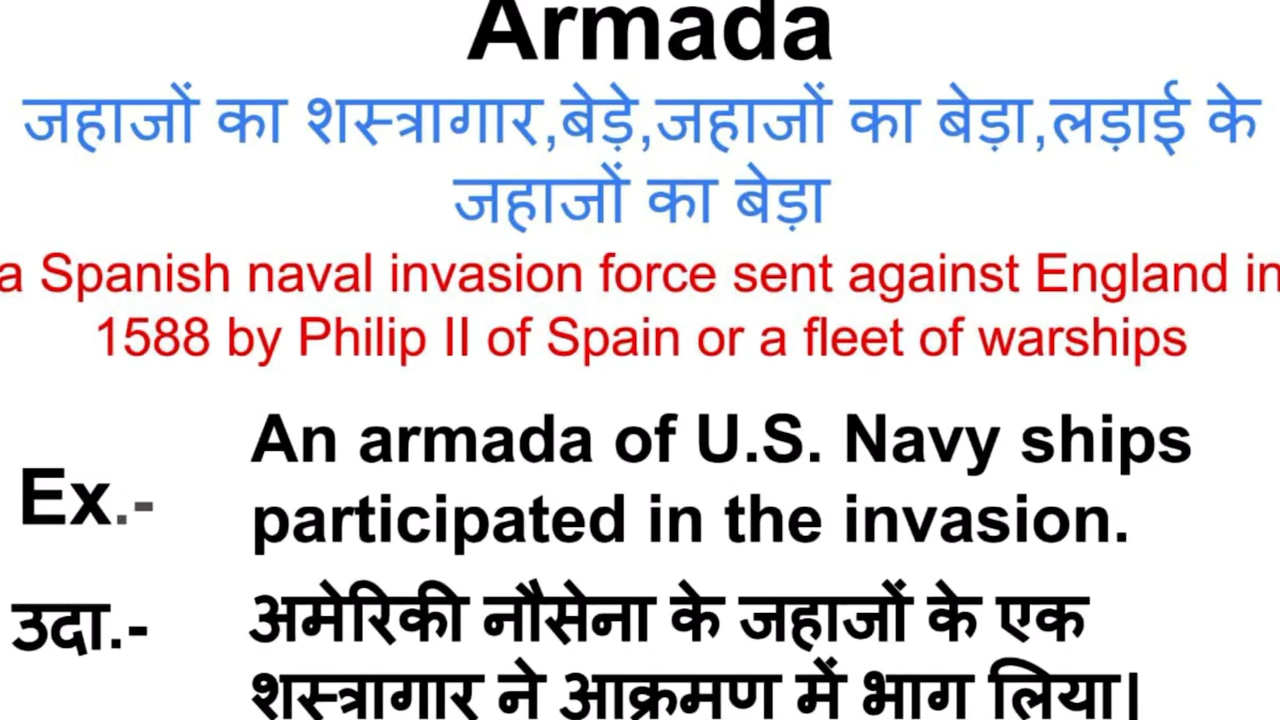 Armada
जहाजों का शस्त्रागार,बेड़े,जहाजों का बेड़ा,लड़ाई के
जहाजों का बेड़ा
a Spanish naval invasion force sent against England in
1588 by Philip II of Spain or a fleet of warships
Ex.- An armada of U.S. Navy ships
participated in the invasion.
उदा.- अमेरिकी नौसेना के जहाजों के एक
शस्त्रागार ने आक्रमण में भाग लिया।